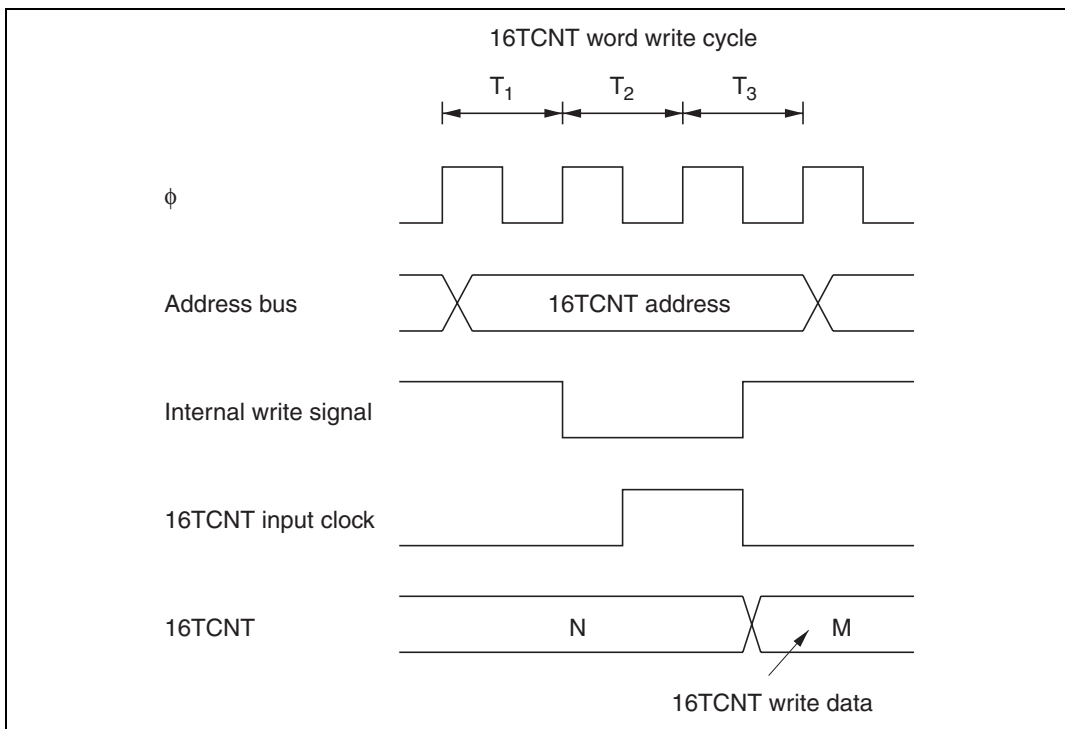 16TCNT word write cycle
T₁ T₂ T₃
ϕ
Address bus 16TCNT address
Internal write signal
16TCNT input clock
16TCNT N M
16TCNT write data